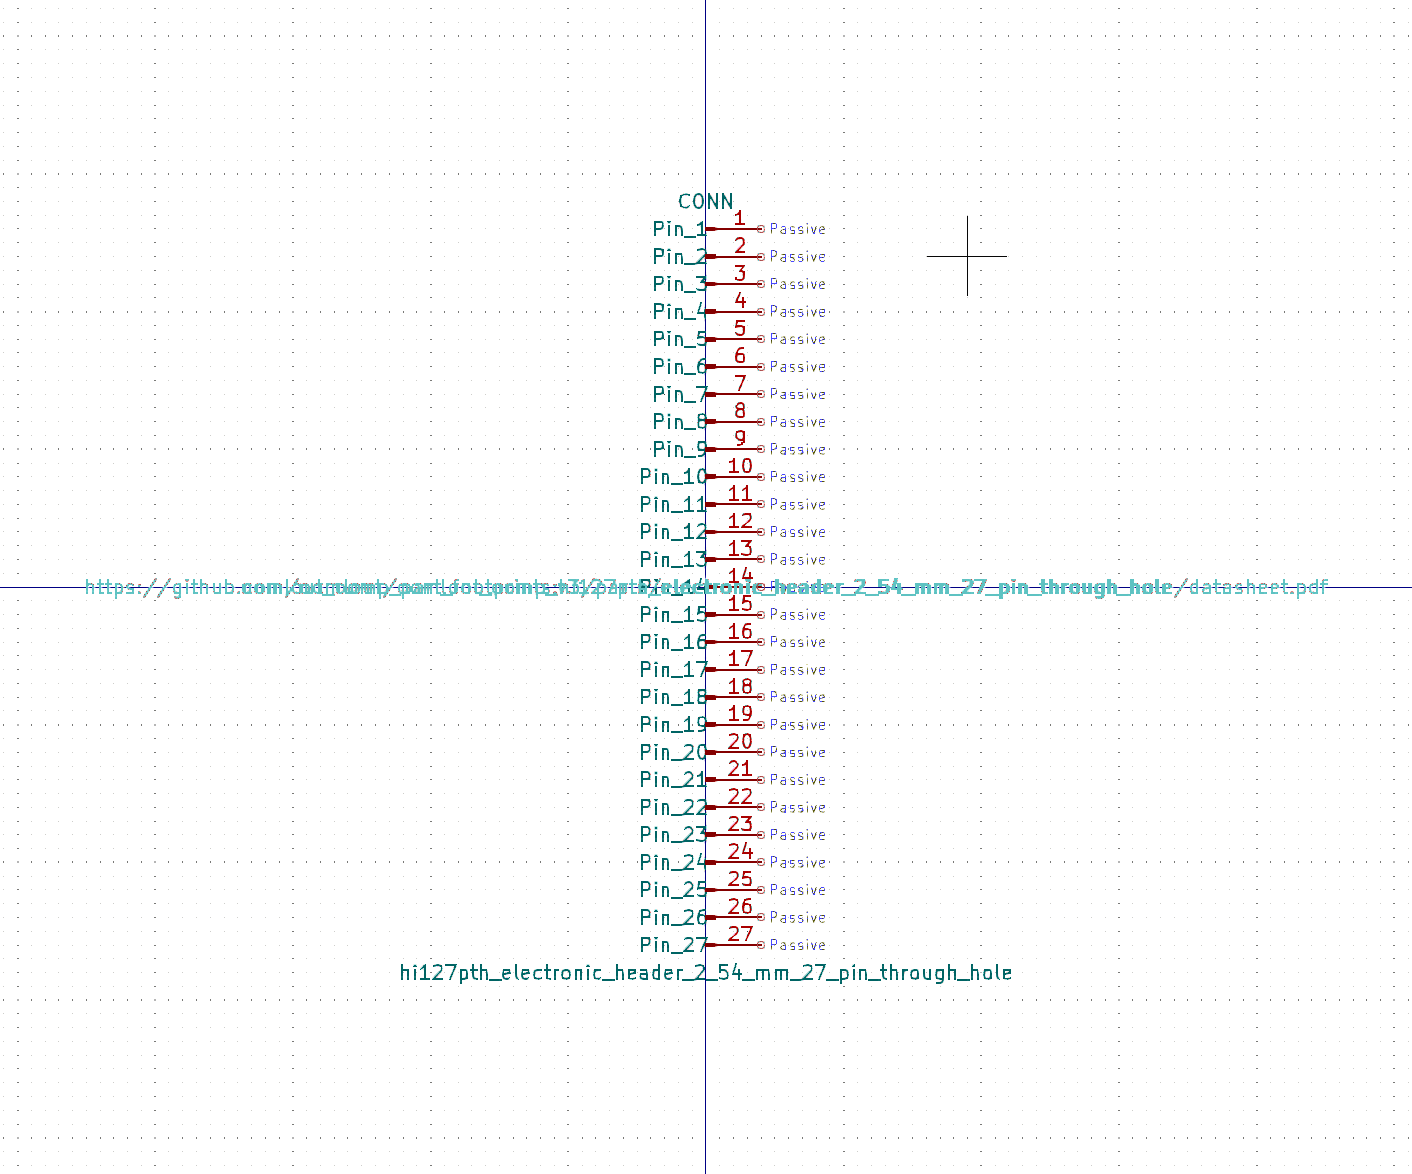 CONN
Pin_1 1 Passive
Pin_2 2 Passive
Pin_3 3 Passive
Pin_4 4 Passive
Pin_5 5 Passive
Pin_6 6 Passive
Pin_7 7 Passive
Pin_8 8 Passive
Pin_9 9 Passive
Pin_10 10 Passive
Pin_11 11 Passive
Pin_12 12 Passive
Pin_13 13 Passive
Pin_14 14 electronic_header_2_54_mm_27_pin_through_hole/datasheet.pdf
Pin_15 15 Passive
Pin_16 16 Passive
Pin_17 17 Passive
Pin_18 18 Passive
Pin_19 19 Passive
Pin_20 20 Passive
Pin_21 21 Passive
Pin_22 22 Passive
Pin_23 23 Passive
Pin_24 24 Passive
Pin_25 25 Passive
Pin_26 26 Passive
Pin_27 27 Passive
hi127pth_electronic_header_2_54_mm_27_pin_through_hole